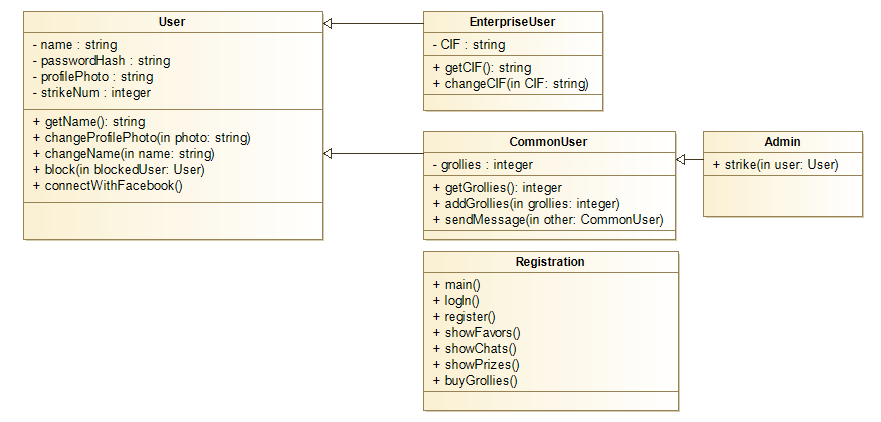 User
- name : string
- passwordHash : string
- profilePhoto : string
- strikeNum : integer
+ getName(): string
+ changeProfilePhoto(in photo: string)
+ changeName(in name: string)
+ block(in blockedUser: User)
+ connectWithFacebook()
EnterpriseUser
- CIF : string
+ getCIF(): string
+ changeCIF(in CIF: string)
CommonUser
- grollies : integer
+ getGrollies(): integer
+ addGrollies(in grollies: integer)
+ sendMessage(in other: CommonUser)
Admin
+ strike(in user: User)
Registration
+ main()
+ logIn()
+ register()
+ showFavors()
+ showChats()
+ showPrizes()
+ buyGrollies()